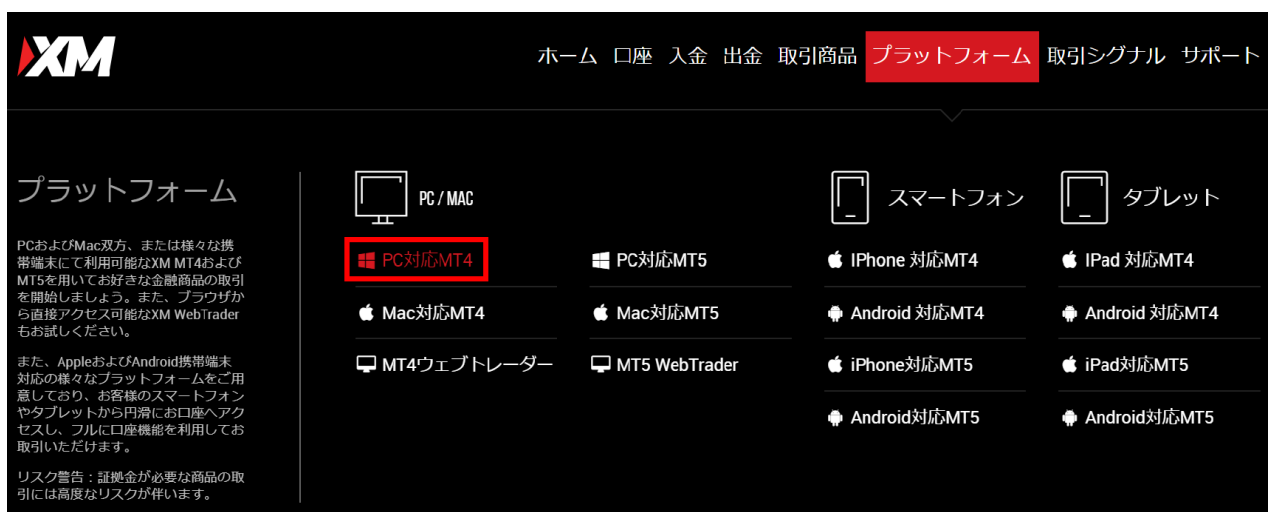 XM
ホーム 口座 入金 出金 取引商品 プラットフォーム 取引シグナル サポート
プラットフォーム
PCおよびMac双方、または様々な携
帯端末にて利用可能なXM MT4および
MT5を用いてお好きな金融商品の取引
を開始しましょう。また、ブラウザか
ら直接アクセス可能なXM WebTrader
もお試しください。
また、AppleおよびAndroid携帯端末
対応の様々なプラットフォームをご用
意しており、お客様のスマートフォン
やタブレットから円滑にお口座へアク
セスし、フルに口座機能を利用してお
取引いただけます。
リスク警告：証拠金が必要な商品の取
引には高度なリスクが伴います。
PC / MAC
PC対応MT4
Mac対応MT4
MT4ウェブトレーダー
PC対応MT5
Mac対応MT5
MT5 WebTrader
スマートフォン
IPhone 対応MT4
Android 対応MT4
iPhone対応MT5
Android対応MT5
タブレット
IPad 対応MT4
Android 対応MT4
iPad対応MT5
Android対応MT5